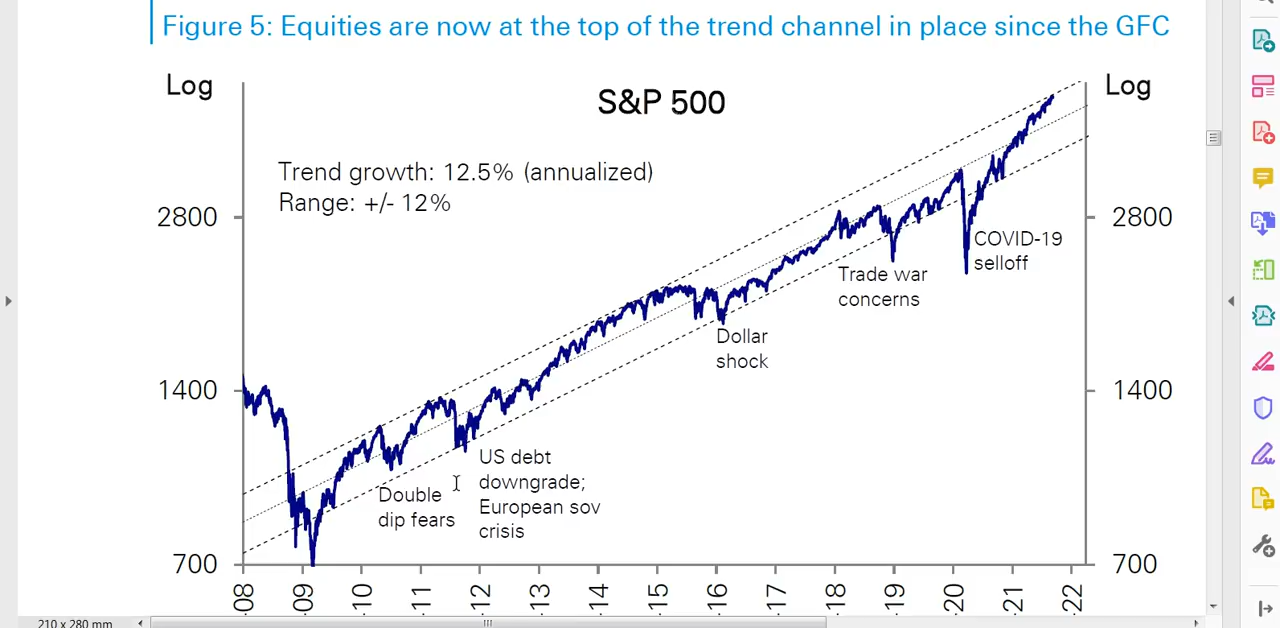 Figure 5: Equities are now at the top of the trend channel in place since the GFC
Log
S&P 500
Log
Trend growth: 12.5% (annualized)
Range: +/- 12%
2800
2800
COVID-19
selloff
Trade war
concerns
Dollar
shock
1400
1400
US debt
downgrade;
European sov
crisis
Double
dip fears
700
700
.08
.09
.10
.11
.12
.13
.14
.15
.16
.17
.18
.19
.20
.21
.22
210 x 280 mm